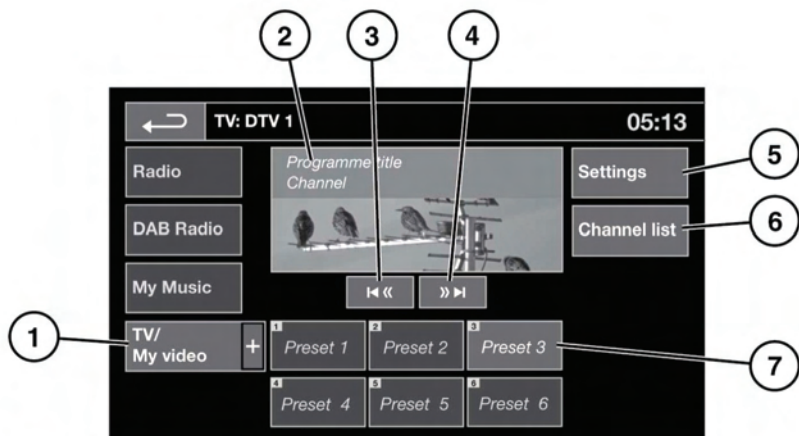 2
3
4
TV: DTV 1
05:13
Radio
Programme title
Channel
Settings
5
DAB Radio
Channel list
6
My Music
1
TV/
My video
+
1
Preset 1
2
Preset 2
3
Preset 3
7
4
Preset 4
5
Preset 5
6
Preset 6